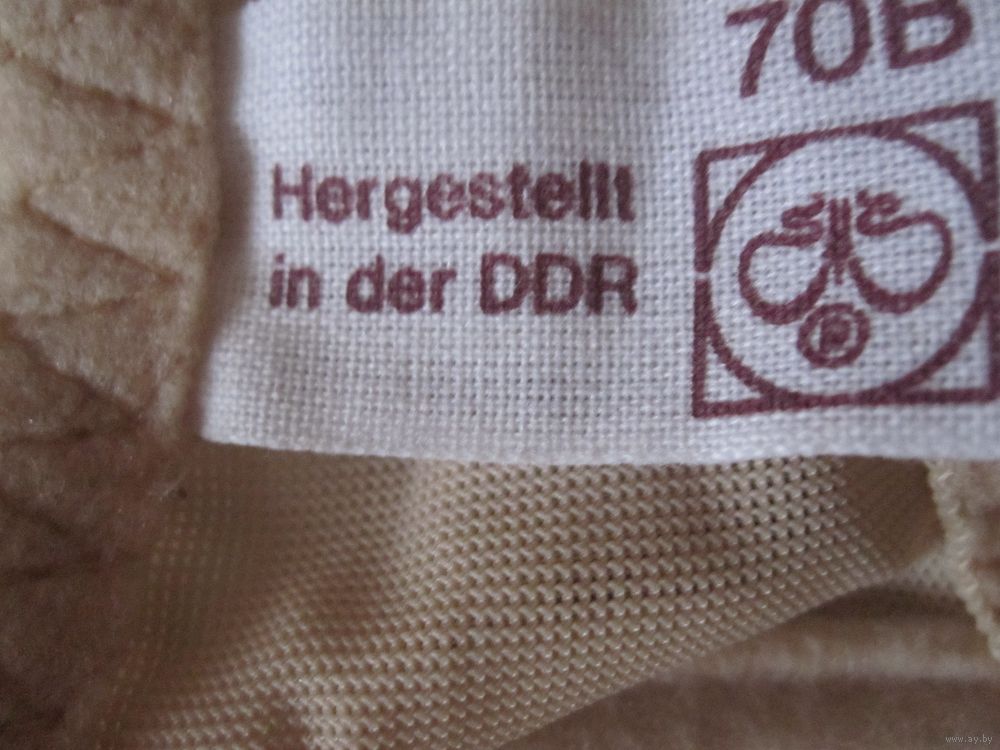 70B
Hergestellt
in der DDR
®
www.ay.by